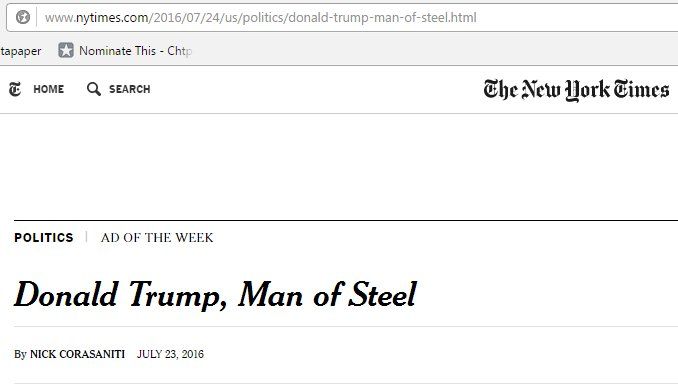 www.nytimes.com/2016/07/24/us/politics/donald-trump-man-of-steel.html
tapaper Nominate This - Chtp
HOME SEARCH The New York Times
POLITICS | AD OF THE WEEK
Donald Trump, Man of Steel
By NICK CORASANITI JULY 23, 2016